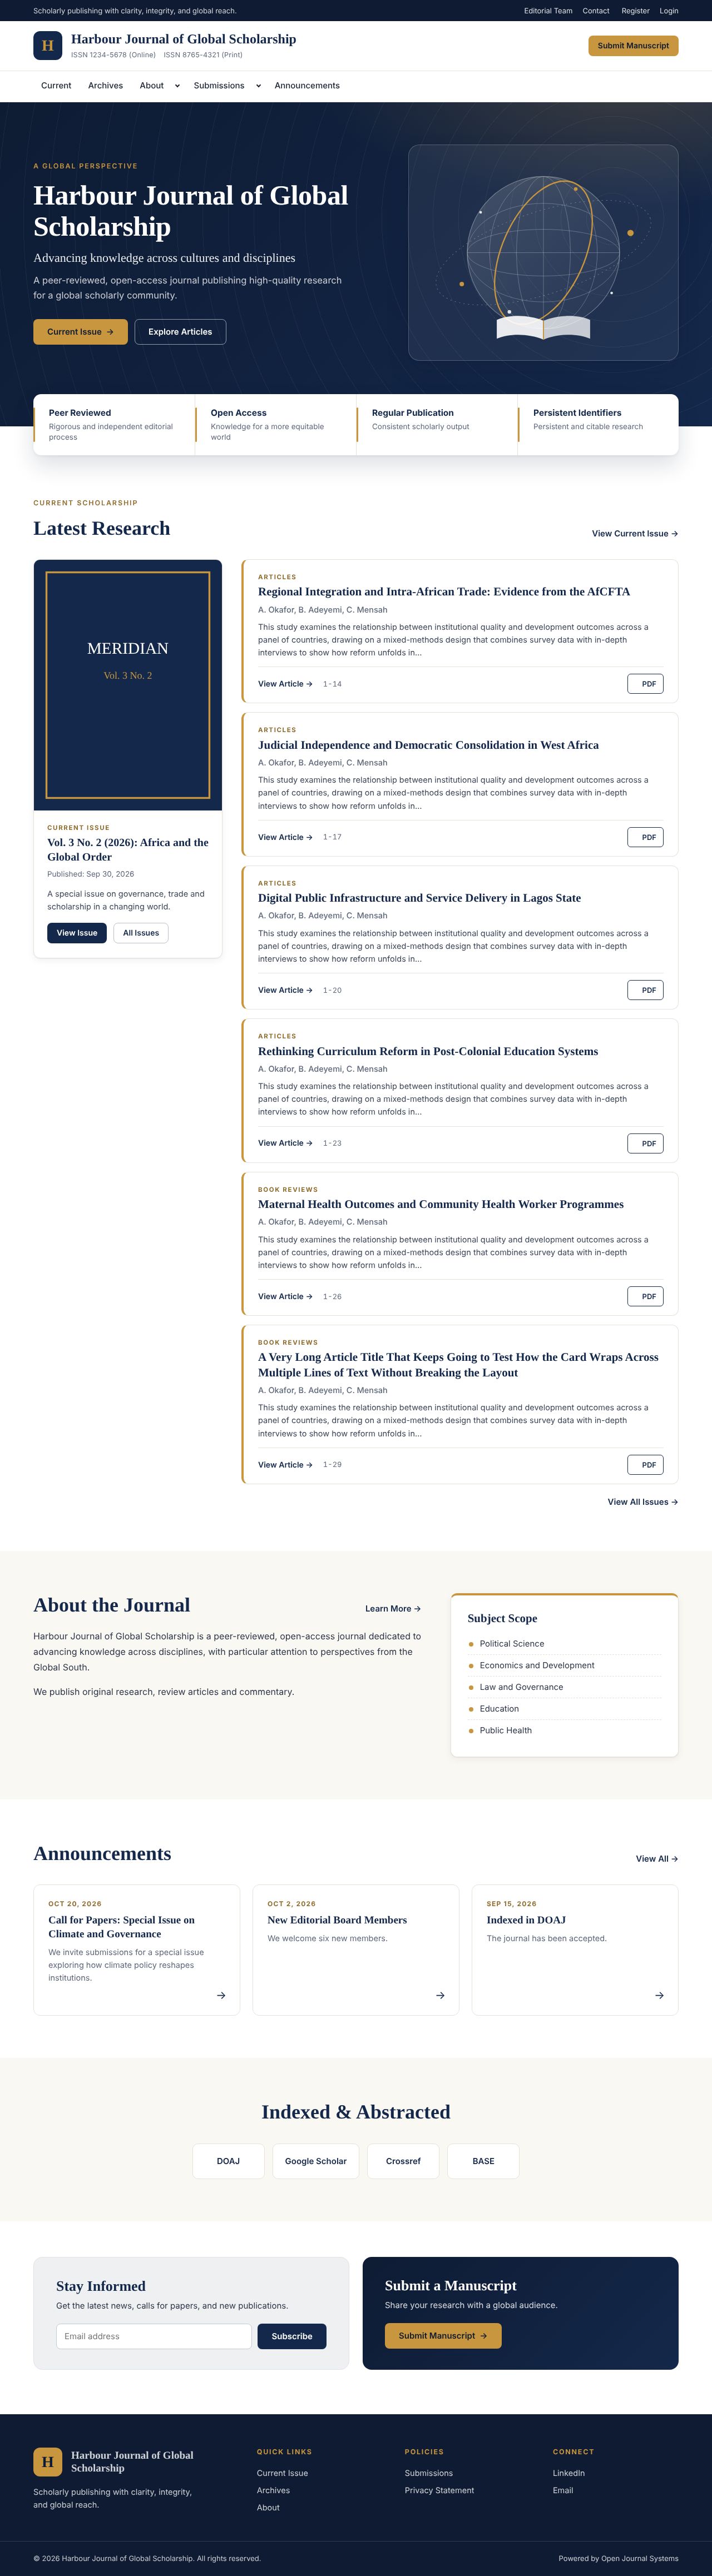 Scholarly publishing with clarity, integrity, and global reach.
Editorial Team Contact Register Login
H
Harbour Journal of Global Scholarship
ISSN 1234-5678 (Online) ISSN 8765-4321 (Print)
Submit Manuscript
Current Archives About Submissions Announcements
A GLOBAL PERSPECTIVE
Harbour Journal of Global
Scholarship
Advancing knowledge across cultures and disciplines
A peer-reviewed, open-access journal publishing high-quality research
for a global scholarly community.
Current Issue →
Explore Articles
Peer Reviewed
Rigorous and independent editorial
process
Open Access
Knowledge for a more equitable
world
Regular Publication
Consistent scholarly output
Persistent Identifiers
Persistent and citable research
CURRENT SCHOLARSHIP
Latest Research
View Current Issue →
MERIDIAN
Vol. 3 No. 2
CURRENT ISSUE
Vol. 3 No. 2 (2026): Africa and the
Global Order
Published: Sep 30, 2026
A special issue on governance, trade and
scholarship in a changing world.
View Issue
All Issues
ARTICLES
Regional Integration and Intra-African Trade: Evidence from the AfCFTA
A. Okafor, B. Adeyemi, C. Mensah
This study examines the relationship between institutional quality and development outcomes across a
panel of countries, drawing on a mixed-methods design that combines survey data with in-depth
interviews to show how reform unfolds in...
View Article → 1-14
PDF
ARTICLES
Judicial Independence and Democratic Consolidation in West Africa
A. Okafor, B. Adeyemi, C. Mensah
This study examines the relationship between institutional quality and development outcomes across a
panel of countries, drawing on a mixed-methods design that combines survey data with in-depth
interviews to show how reform unfolds in...
View Article → 1-17
PDF
ARTICLES
Digital Public Infrastructure and Service Delivery in Lagos State
A. Okafor, B. Adeyemi, C. Mensah
This study examines the relationship between institutional quality and development outcomes across a
panel of countries, drawing on a mixed-methods design that combines survey data with in-depth
interviews to show how reform unfolds in...
View Article → 1-20
PDF
ARTICLES
Rethinking Curriculum Reform in Post-Colonial Education Systems
A. Okafor, B. Adeyemi, C. Mensah
This study examines the relationship between institutional quality and development outcomes across a
panel of countries, drawing on a mixed-methods design that combines survey data with in-depth
interviews to show how reform unfolds in...
View Article → 1-23
PDF
BOOK REVIEWS
Maternal Health Outcomes and Community Health Worker Programmes
A. Okafor, B. Adeyemi, C. Mensah
This study examines the relationship between institutional quality and development outcomes across a
panel of countries, drawing on a mixed-methods design that combines survey data with in-depth
interviews to show how reform unfolds in...
View Article → 1-26
PDF
BOOK REVIEWS
A Very Long Article Title That Keeps Going to Test How the Card Wraps Across
Multiple Lines of Text Without Breaking the Layout
A. Okafor, B. Adeyemi, C. Mensah
This study examines the relationship between institutional quality and development outcomes across a
panel of countries, drawing on a mixed-methods design that combines survey data with in-depth
interviews to show how reform unfolds in...
View Article → 1-29
PDF
View All Issues →
About the Journal
Learn More →
Harbour Journal of Global Scholarship is a peer-reviewed, open-access journal dedicated to
advancing knowledge across disciplines, with particular attention to perspectives from the
Global South.
We publish original research, review articles and commentary.
Subject Scope
Political Science
Economics and Development
Law and Governance
Education
Public Health
Announcements
View All →
OCT 20, 2026
Call for Papers: Special Issue on
Climate and Governance
We invite submissions for a special issue
exploring how climate policy reshapes
institutions.
→
OCT 2, 2026
New Editorial Board Members
We welcome six new members.
→
SEP 15, 2026
Indexed in DOAJ
The journal has been accepted.
→
Indexed & Abstracted
DOAJ
Google Scholar
Crossref
BASE
Stay Informed
Get the latest news, calls for papers, and new publications.
Email address
Subscribe
Submit a Manuscript
Share your research with a global audience.
Submit Manuscript →
H
Harbour Journal of Global
Scholarship
Scholarly publishing with clarity, integrity,
and global reach.
QUICK LINKS
Current Issue
Archives
About
POLICIES
Submissions
Privacy Statement
CONNECT
LinkedIn
Email
© 2026 Harbour Journal of Global Scholarship. All rights reserved.
Powered by Open Journal Systems